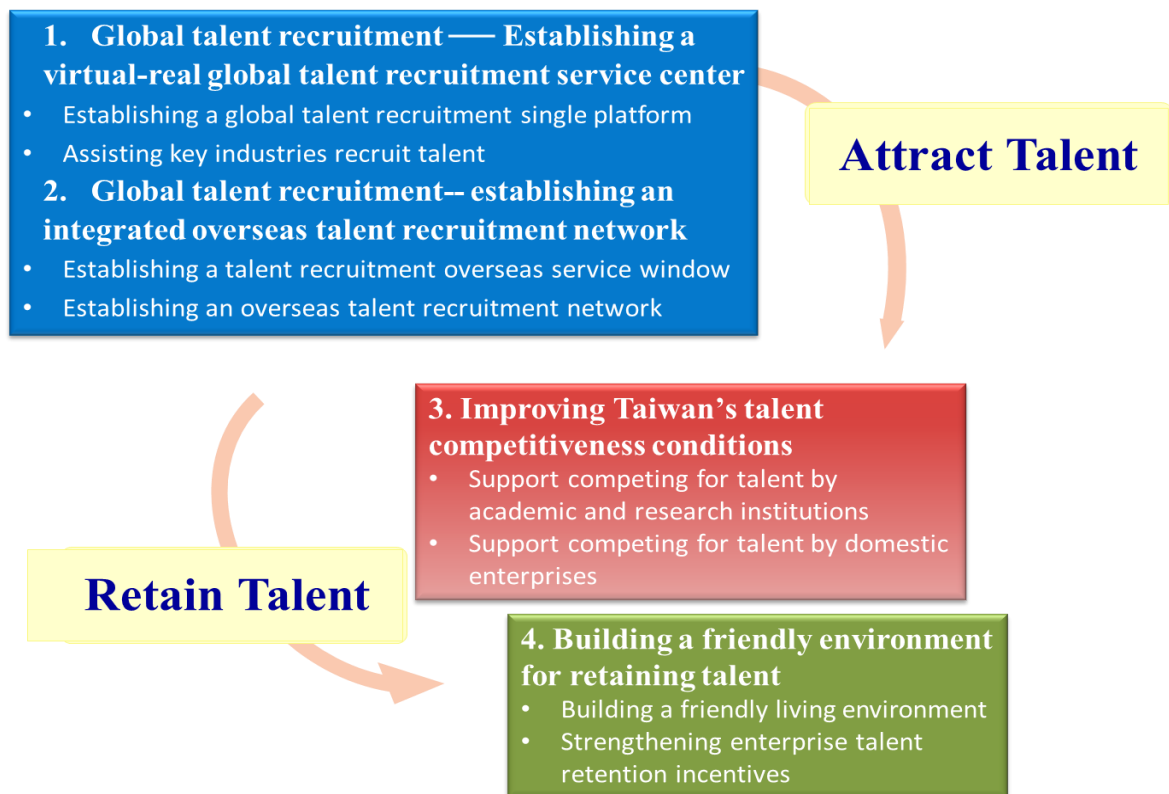 1. Global talent recruitment — Establishing a
virtual-real global talent recruitment service center
• Establishing a global talent recruitment single platform
• Assisting key industries recruit talent
2. Global talent recruitment-- establishing an
integrated overseas talent recruitment network
• Establishing a talent recruitment overseas service window
• Establishing an overseas talent recruitment network
Attract Talent
3. Improving Taiwan’s talent
competitiveness conditions
• Support competing for talent by
academic and research institutions
• Support competing for talent by domestic
enterprises
Retain Talent
4. Building a friendly environment
for retaining talent
• Building a friendly living environment
• Strengthening enterprise talent
retention incentives